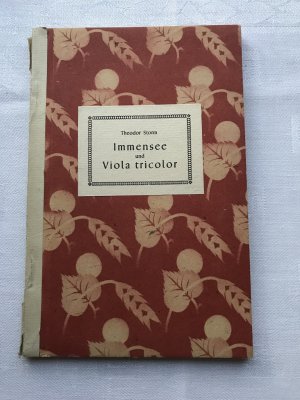 Theodor Storm
Immensee
und
Viola tricolor